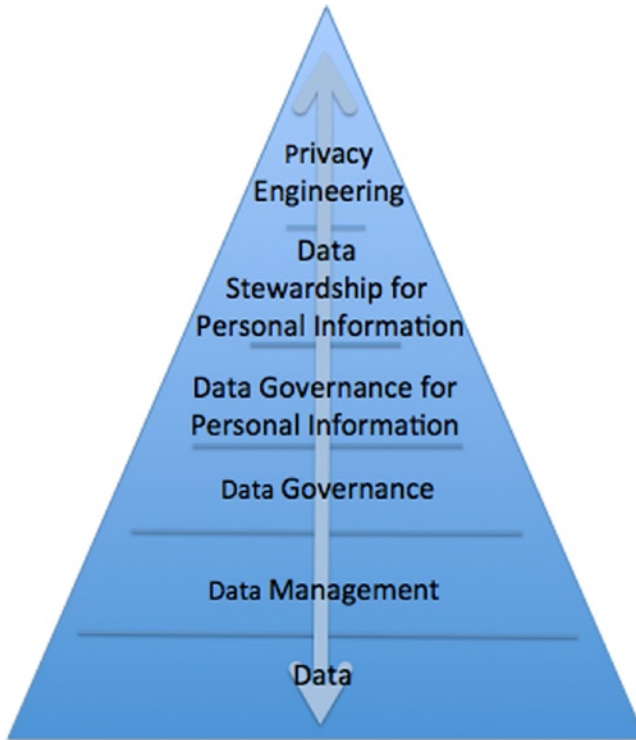 Privacy
Engineering
Data
Stewardship for
Personal Information
Data Governance for
Personal Information
Data Governance
Data Management
Data